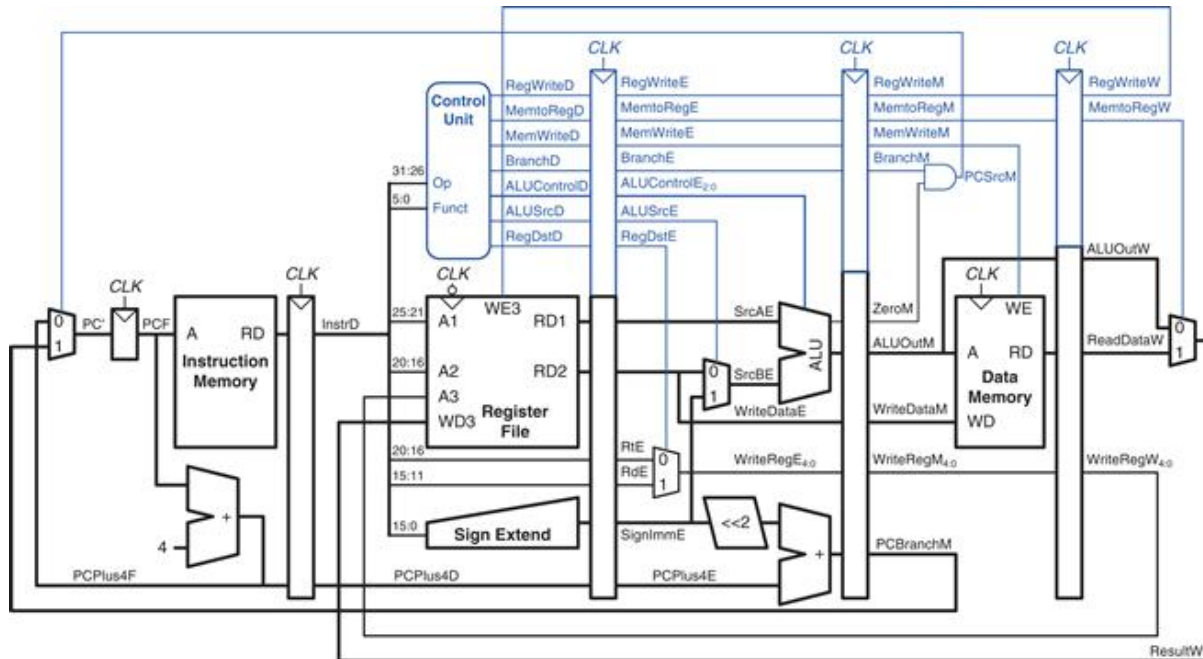 CLK CLK CLK
RegWriteD RegWriteE RegWriteM RegWriteW
Control Unit
MemtoRegD MemtoRegE MemtoRegM MemtoRegW
MemWriteD MemWriteE MemWriteM
BranchD BranchE BranchM
31:26 Op ALUControlD ALUControlE2:0 PCSrcM
5:0 Funct ALUSrcD ALUSrcE
RegDstD RegDstE
ALUOutW
CLK CLK CLK CLK
WE3 WE
0 1 PC' PCF A RD InstrD 25:21 A1 RD1 SrcAE ZeroM
Instruction Memory
20:16 A2 RD2 0 1 SrcBE ALU ALUOutM A RD ReadDataW 0 1
A3 Data Memory
WD3 Register File WriteDataE WriteDataM WD
20:16 RtE 0
15:11 RdE 1 WriteRegE4:0 WriteRegM4:0 WriteRegW4:0
+
15:0 Sign Extend SignImmE <<2
4 + PCBranchM
PCPlus4F PCPlus4D PCPlus4E
ResultW